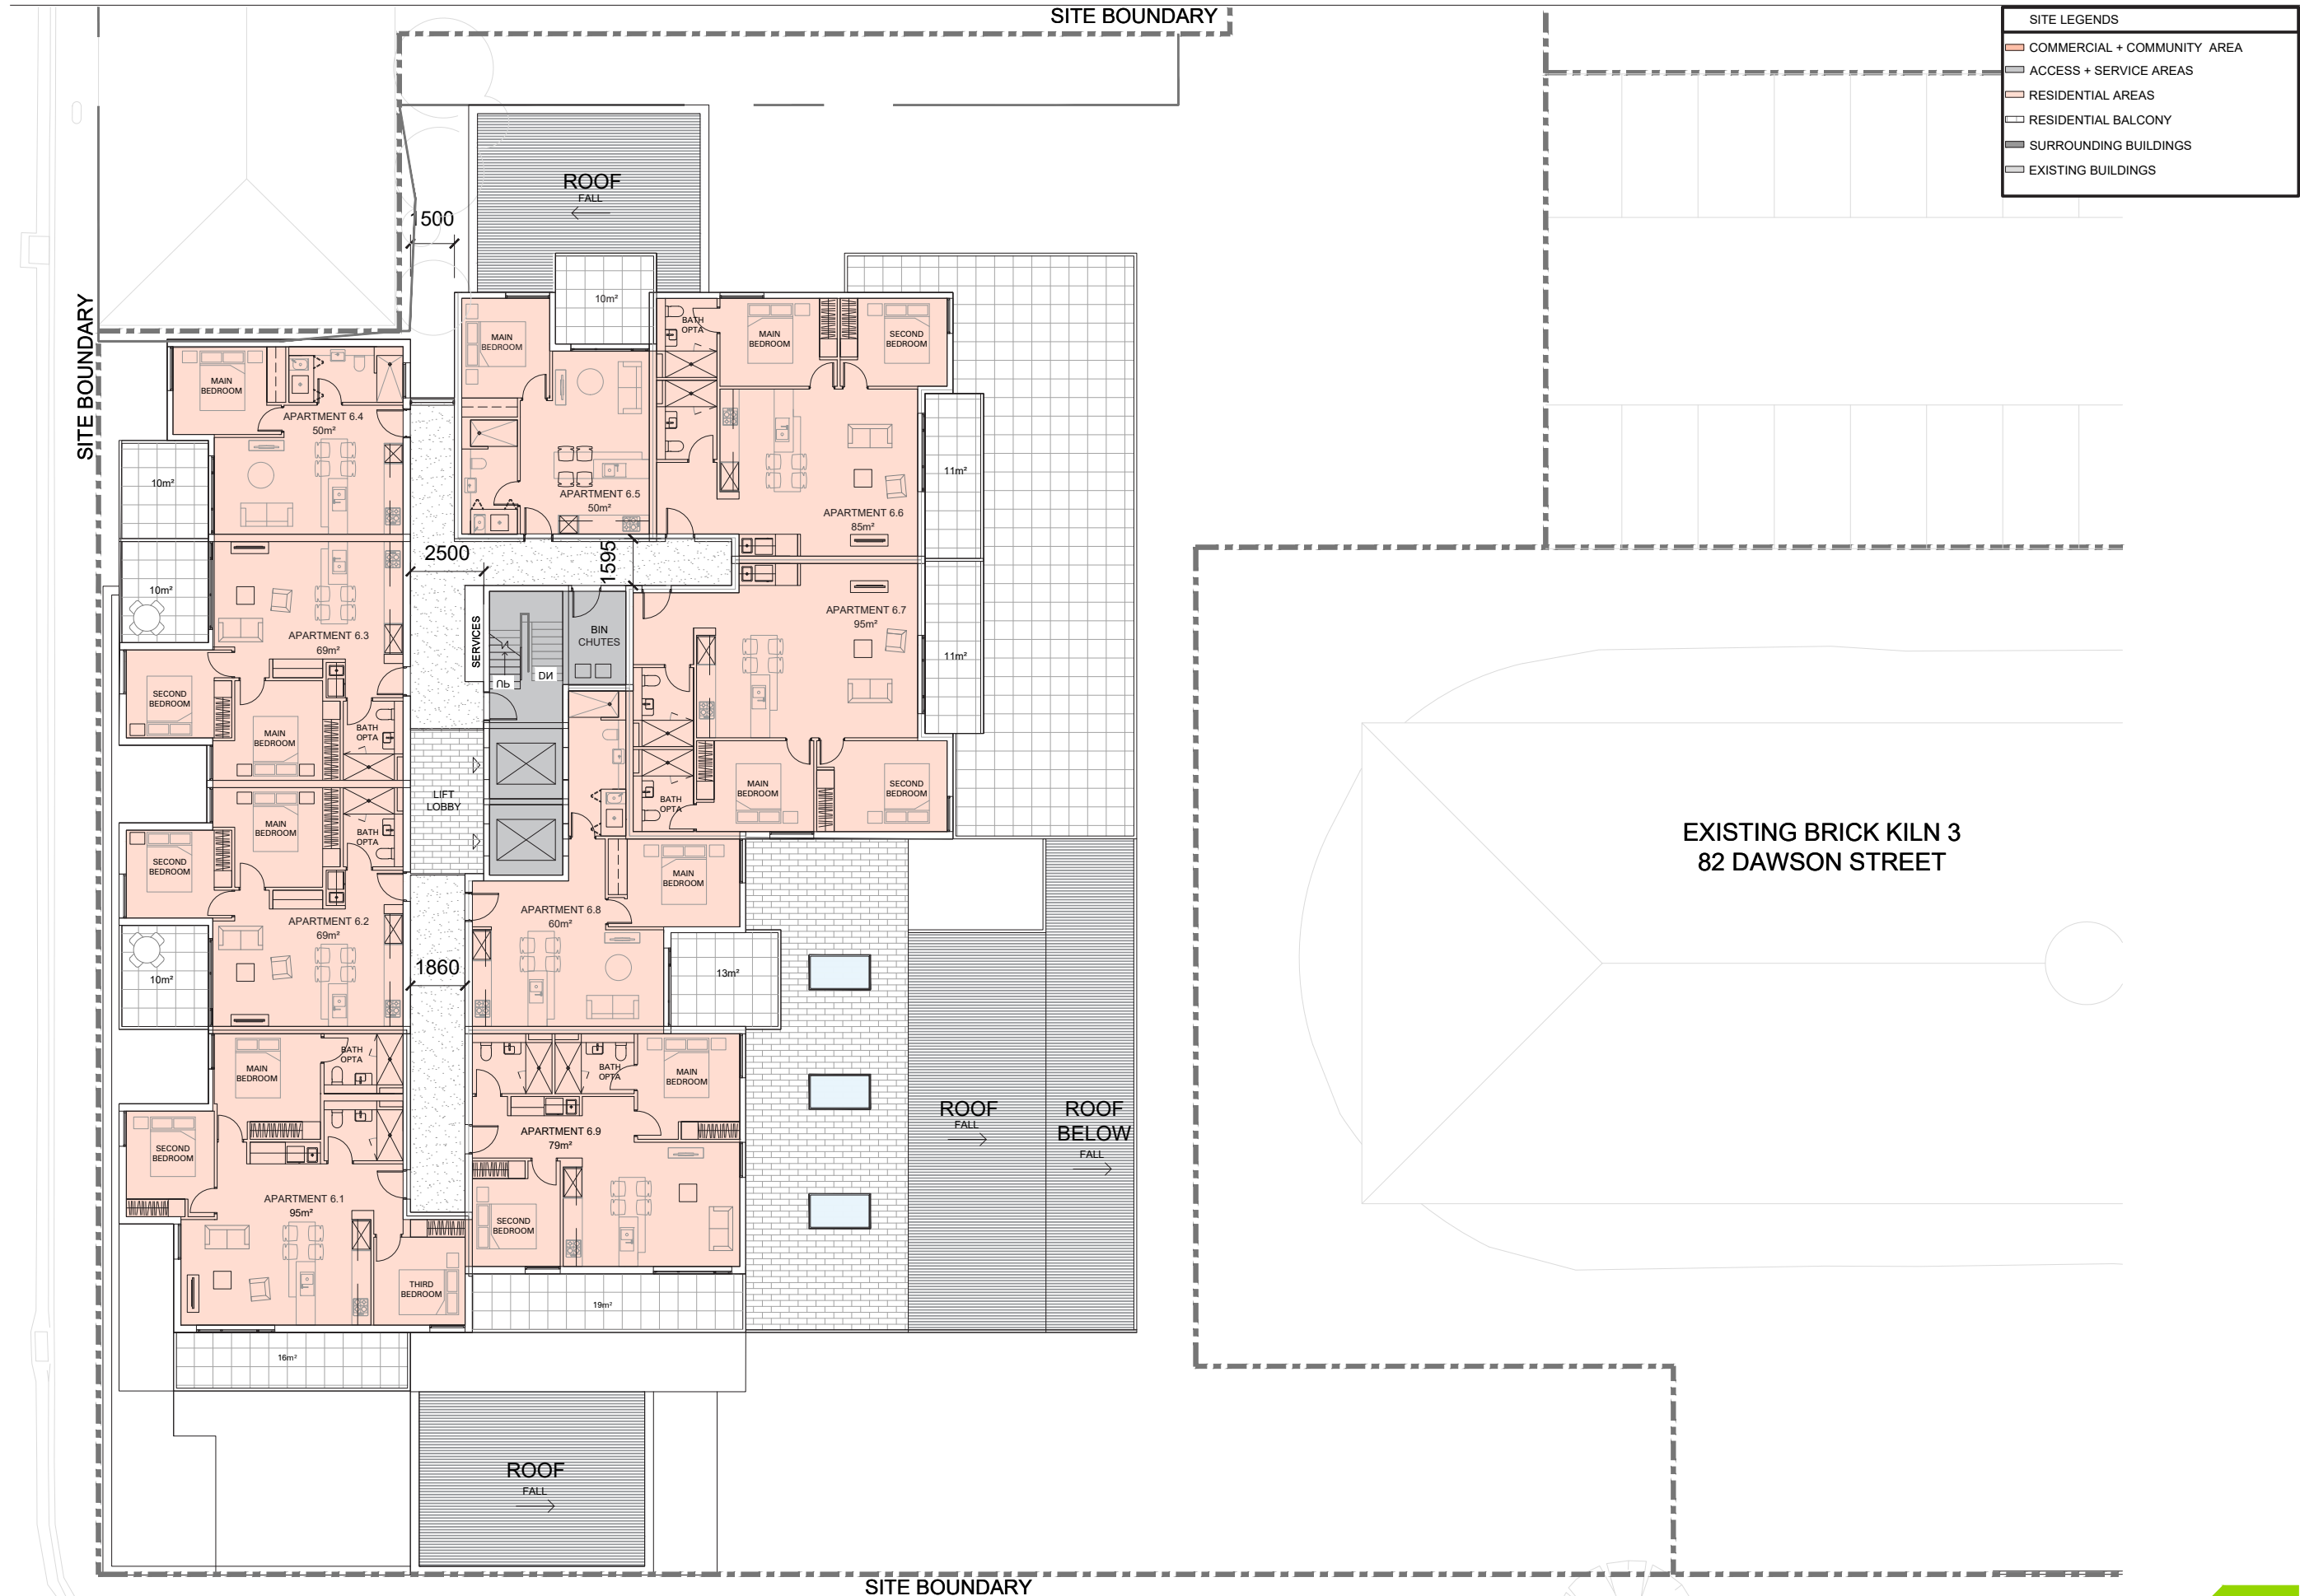 SITE BOUNDARY
SITE LEGENDS
COMMERCIAL + COMMUNITY AREA
ACCESS + SERVICE AREAS
RESIDENTIAL AREAS
RESIDENTIAL BALCONY
SURROUNDING BUILDINGS
EXISTING BUILDINGS
ROOF
FALL
1500
SITE BOUNDARY
10m²
MAIN
BEDROOM
BATH
OPTA
MAIN
BEDROOM
SECOND
BEDROOM
MAIN
BEDROOM
APARTMENT 6.4
50m²
10m²
11m²
APARTMENT 6.5
50m²
APARTMENT 6.6
85m²
2500
1595
10m²
APARTMENT 6.3
69m²
SERVICES
BIN
CHUTES
UP
DN
APARTMENT 6.7
95m²
11m²
SECOND
BEDROOM
MAIN
BEDROOM
BATH
OPTA
LIFT
LOBBY
MAIN
BEDROOM
SECOND
BEDROOM
BATH
OPTA
MAIN
BEDROOM
BATH
OPTA
SECOND
BEDROOM
MAIN
BEDROOM
EXISTING BRICK KILN 3
82 DAWSON STREET
APARTMENT 6.2
69m²
APARTMENT 6.8
60m²
10m²
1860
13m²
BATH
OPTA
MAIN
BEDROOM
BATH
OPTA
MAIN
BEDROOM
SECOND
BEDROOM
APARTMENT 6.9
79m²
ROOF
FALL
ROOF
BELOW
FALL
APARTMENT 6.1
95m²
SECOND
BEDROOM
THIRD
BEDROOM
19m²
16m²
ROOF
FALL
SITE BOUNDARY